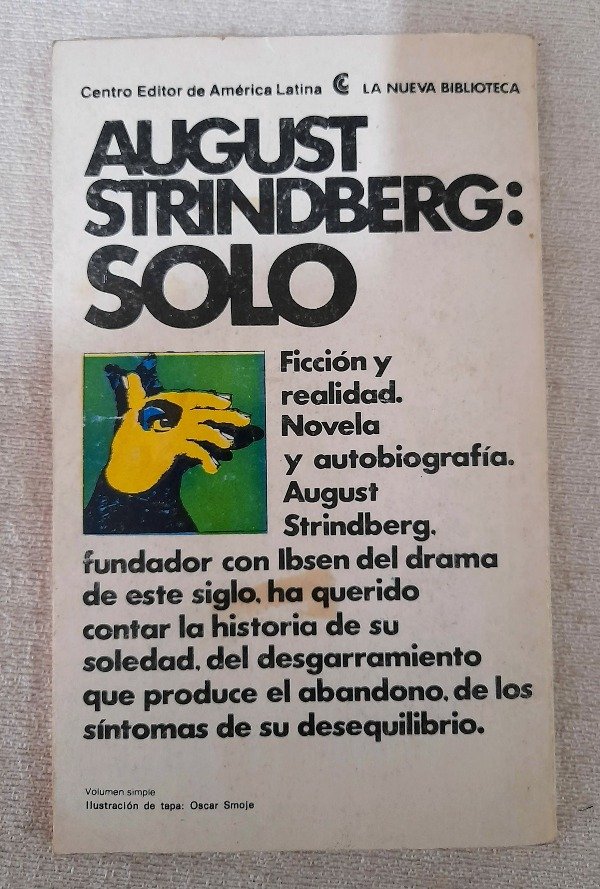 Centro Editor de América Latina LA NUEVA BIBLIOTECA
AUGUST
STRINDBERG:
SOLO
Ficción y
realidad.
Novela
y autobiografía.
August
Strindberg,
fundador con Ibsen del drama
de este siglo, ha querido
contar la historia de su
soledad, del desgarramiento
que produce el abandono, de los
síntomas de su desequilibrio.
Volumen simple
Ilustración de tapa: Oscar Smoje